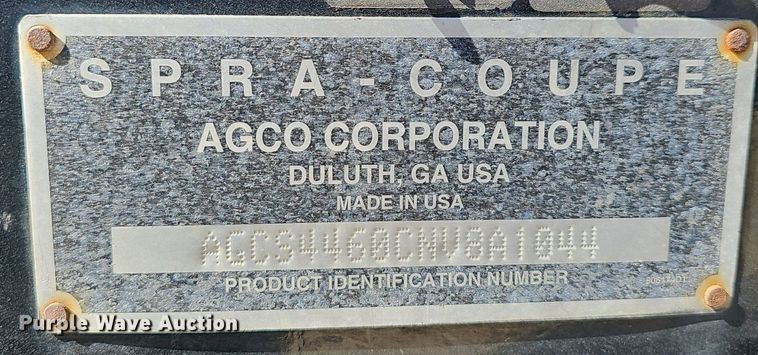 SPRA-COUPE
AGCO CORPORATION
DULUTH, GA USA
MADE IN USA
AGCS4460CNV8A1044
PRODUCT IDENTIFICATION NUMBER
Purple Wave Auction